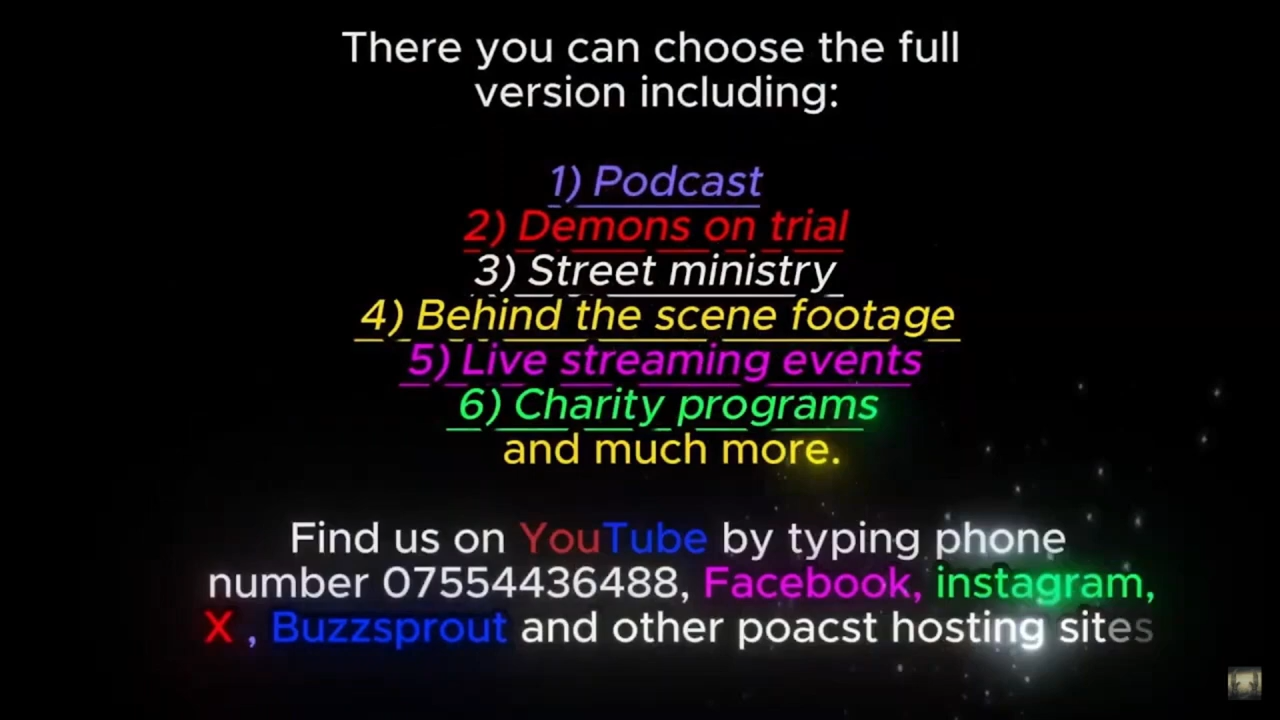 There you can choose the full
version including:
1) Podcast
2) Demons on trial
3) Street ministry
4) Behind the scene footage
5) Live streaming events
6) Charity programs
and much more.
Find us on YouTube by typing phone
number 07554436488, Facebook, instagram,
X , Buzzsprout and other poacst hosting sites